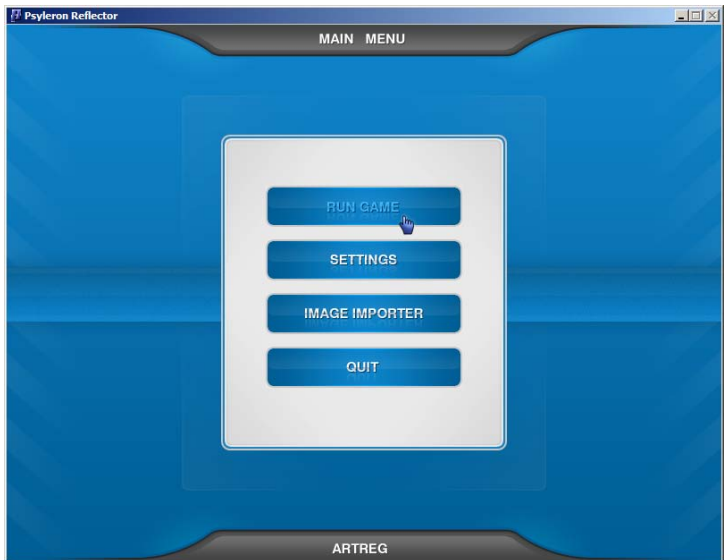 Psyleron Reflector
MAIN MENU
RUN GAME
SETTINGS
IMAGE IMPORTER
QUIT
ARTREG